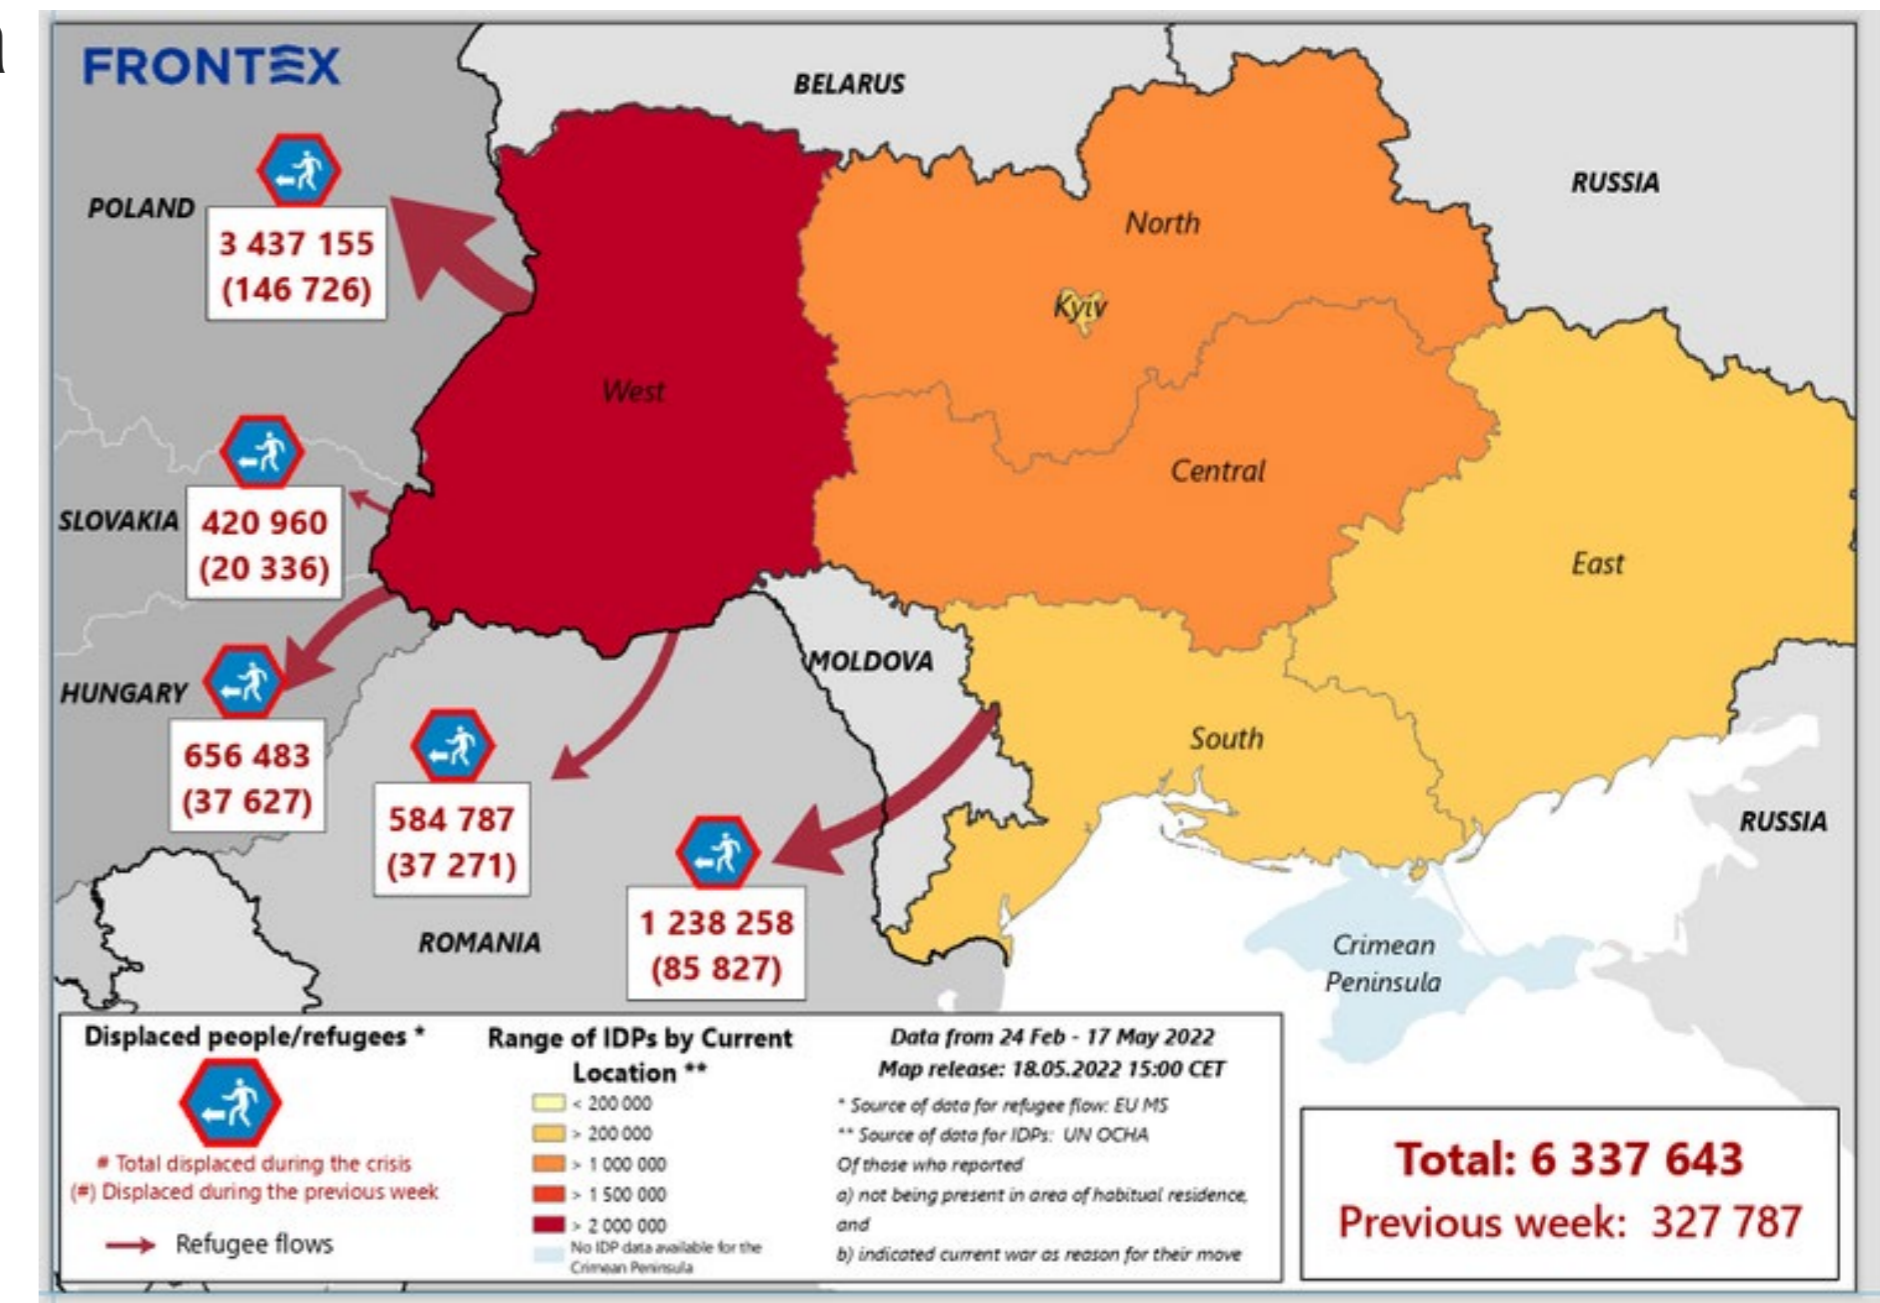 FRONTEX
BELARUS
RUSSIA
POLAND
3 437 155
(146 726)
North
Kyiv
West
SLOVAKIA
420 960
(20 336)
Central
East
HUNGARY
656 483
(37 627)
MOLDOVA
South
584 787
(37 271)
RUSSIA
ROMANIA
1 238 258
(85 827)
Crimean
Peninsula
Displaced people/refugees *
# Total displaced during the crisis
(#) Displaced during the previous week
Refugee flows
Range of IDPs by Current
Location **
< 200 000
> 200 000
> 1 000 000
> 1 500 000
> 2 000 000
No IDP data available for the
Crimean Peninsula
Data from 24 Feb - 17 May 2022
Map release: 18.05.2022 15:00 CET
* Source of data for refugee flow: EU MS
** Source of data for IDPs: UN OCHA
Of those who reported
a) not being present in area of habitual residence,
and
b) indicated current war as reason for their move
Total: 6 337 643
Previous week: 327 787